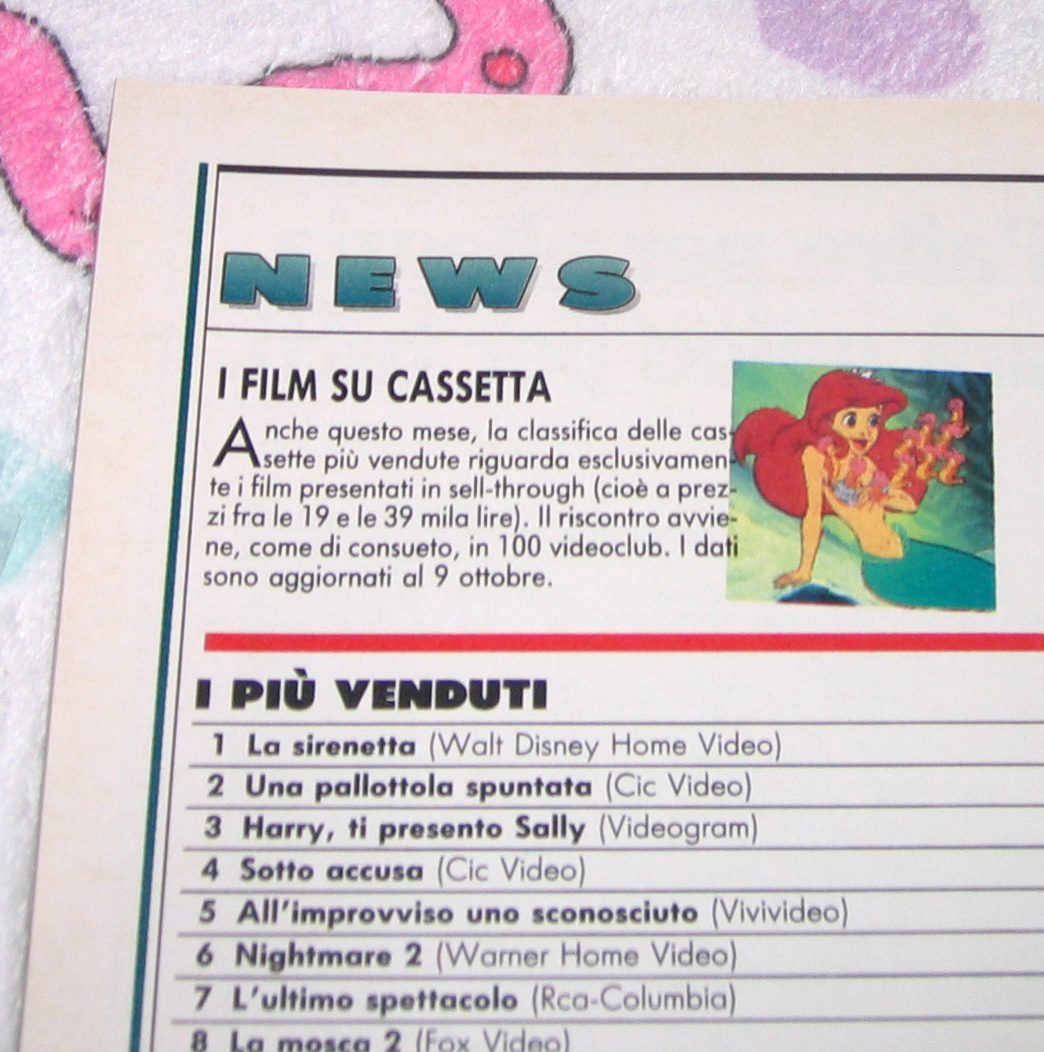 NEWS
I FILM SU CASSETTA
Anche questo mese, la classifica delle cas-
sette più vendute riguarda esclusivamen-
te i film presentati in sell-through (cioè a prez-
zi fra le 19 e le 39 mila lire). Il riscontro avvie-
ne, come di consueto, in 100 videoclub. I dati
sono aggiornati al 9 ottobre.
I PIÙ VENDUTI
1 La sirenetta (Walt Disney Home Video)
2 Una pallottola spuntata (Cic Video)
3 Harry, ti presento Sally (Videogram)
4 Sotto accusa (Cic Video)
5 All'improvviso uno sconosciuto (Vivivideo)
6 Nightmare 2 (Warner Home Video)
7 L'ultimo spettacolo (Rca-Columbia)
8 La mosca 2 (Fox Video)